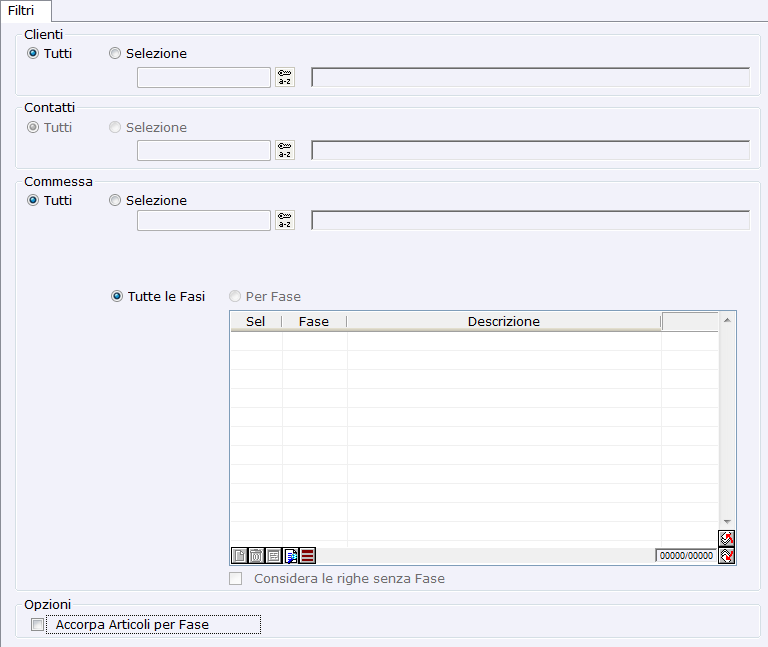 Filtri
Clienti
Tutti Selezione
a-z
Contatti
Tutti Selezione
a-z
Commessa
Tutti Selezione
a-z
Tutte le Fasi Per Fase
Sel Fase Descrizione
00000/00000
Considera le righe senza Fase
Opzioni
Accorpa Articoli per Fase